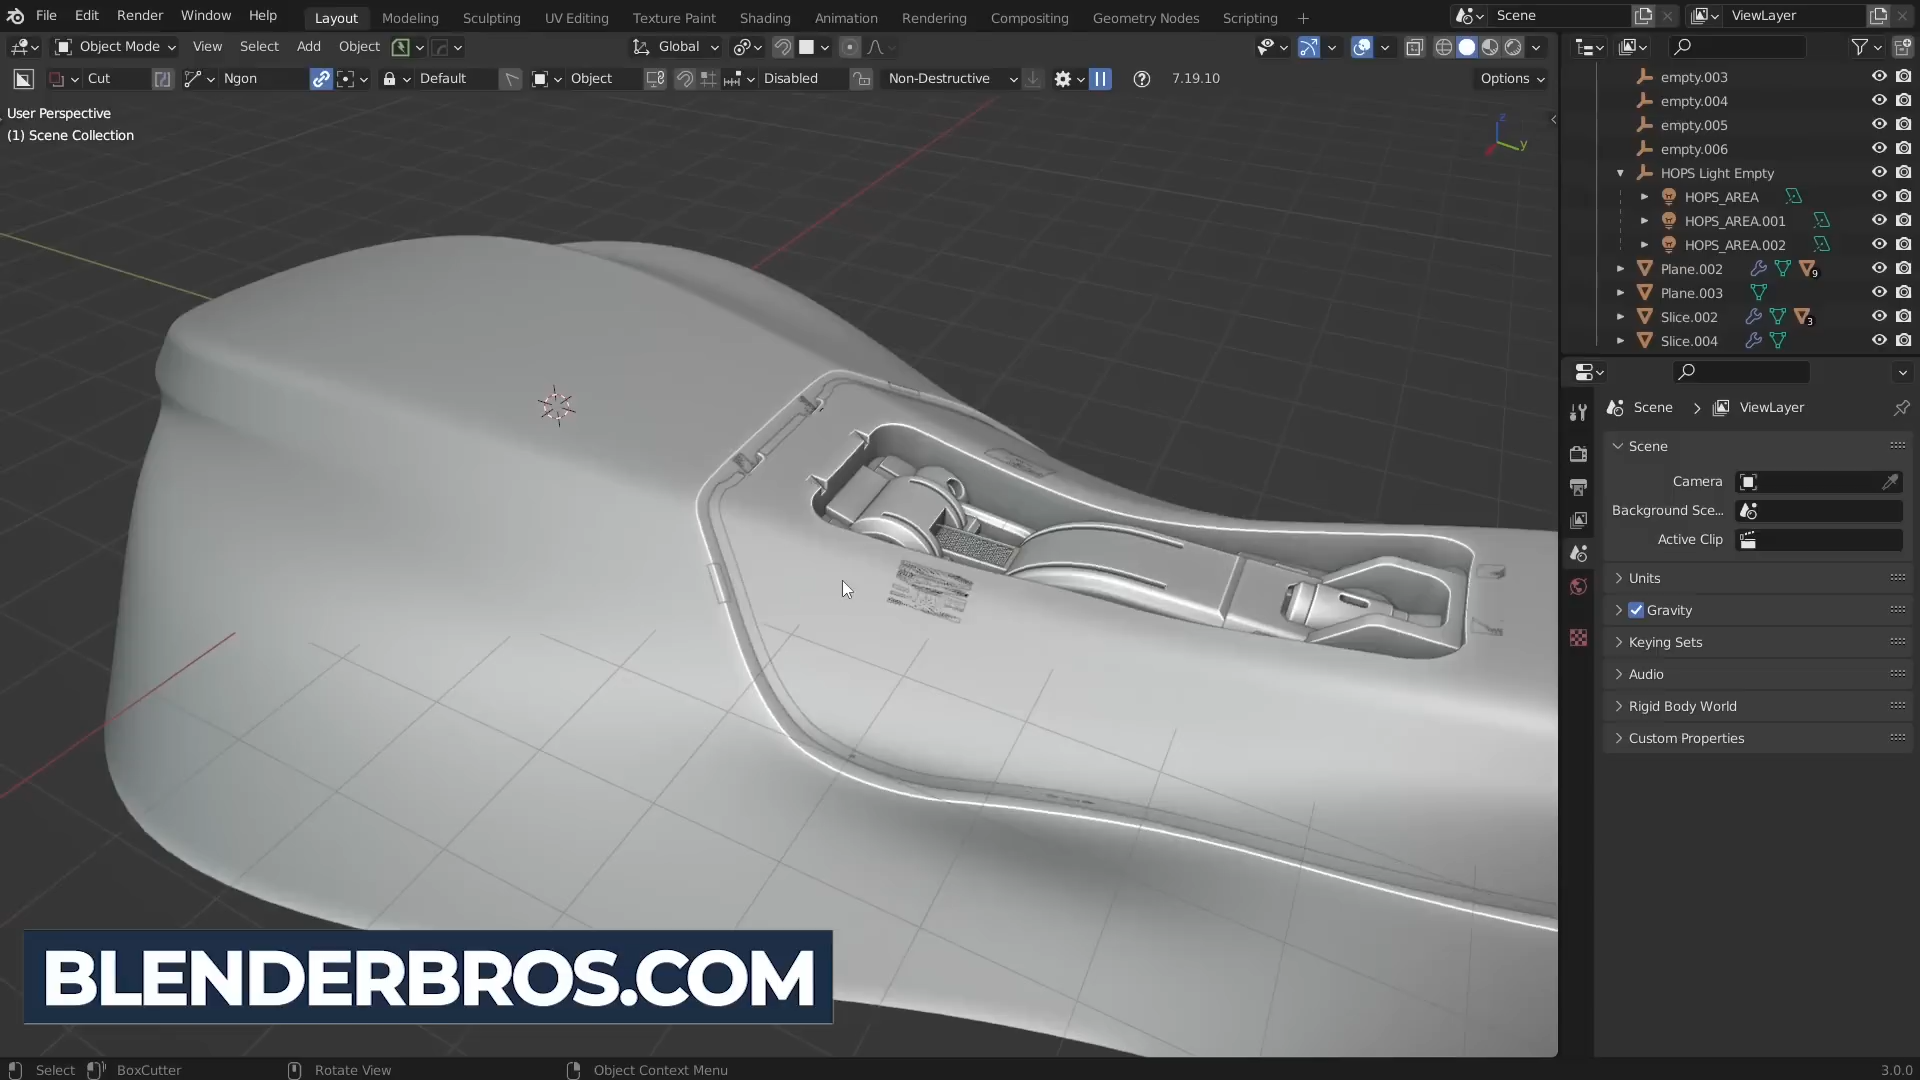 File Edit Render Window Help Layout Modeling Sculpting UV Editing Texture Paint Shading Animation Rendering Compositing Geometry Nodes Scripting + Scene ViewLayer
Object Mode View Select Add Object Global
Cut Ngon Default Object Disabled Non-Destructive 7.19.10 Options
User Perspective
(1) Scene Collection
z
y
empty.003
empty.004
empty.005
empty.006
HOPS Light Empty
HOPS_AREA
HOPS_AREA.001
HOPS_AREA.002
Plane.002 9
Plane.003
Slice.002 3
Slice.004
Scene > ViewLayer
Scene
Camera
Background Sce...
Active Clip
Units
Gravity
Keying Sets
Audio
Rigid Body World
Custom Properties
BLENDERBROS.COM
Select BoxCutter Rotate View Object Context Menu 3.0.0